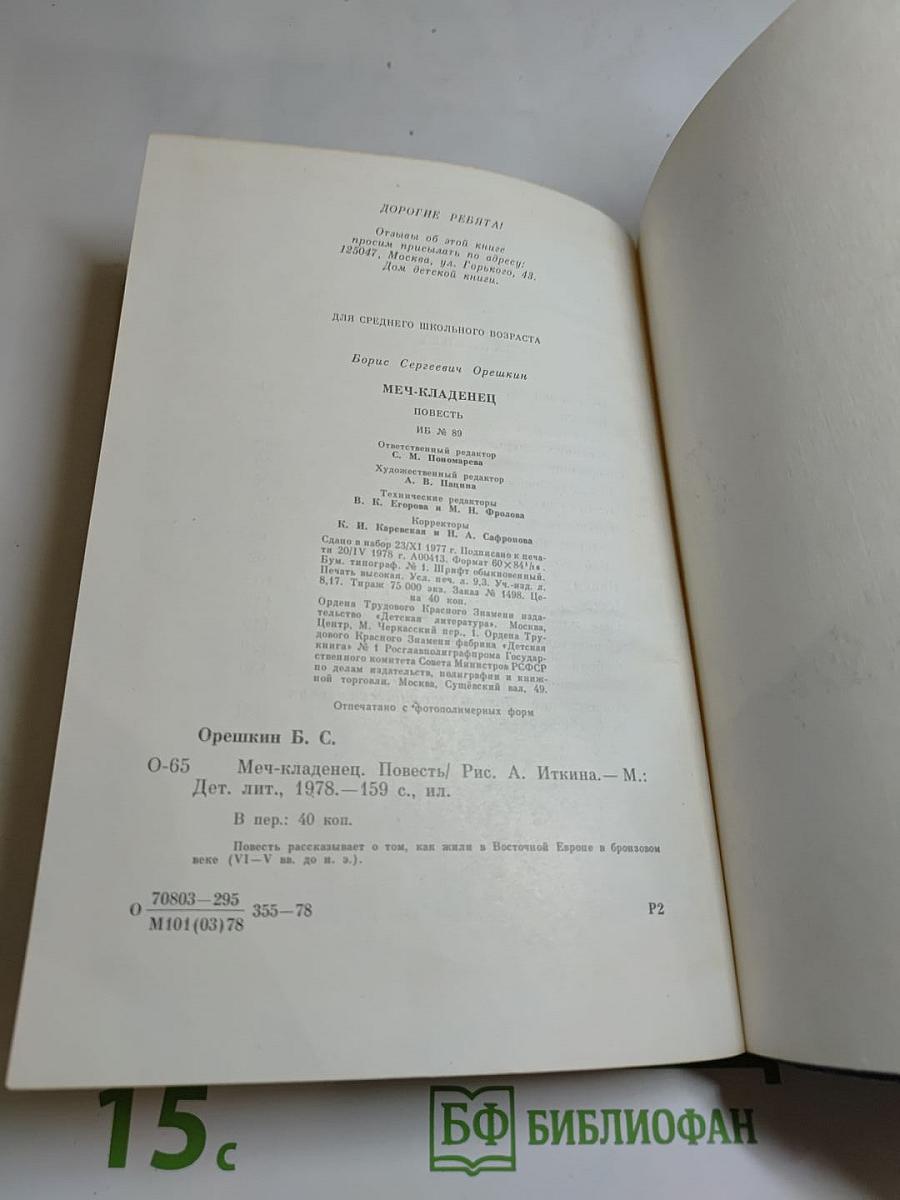 ДОРОГИЕ РЕБЯТА!
Отзывы об этой книге
просим присылать по адресу:
125047, Москва, ул. Горького, 43.
Дом детской книги.
ДЛЯ СРЕДНЕГО ШКОЛЬНОГО ВОЗРАСТА
Борис Сергеевич Орешкин
МЕЧ-КЛАДЕНЕЦ
ПОВЕСТЬ
ИБ № 89
Ответственный редактор
С. М. Пономарева
Художественный редактор
А. В. Пацина
Технические редакторы
В. К. Егорова и М. Н. Фролова
Корректоры
К. И. Каревская и Н. А. Сафронова
Сдано в набор 23/XI 1977 г. Подписано к печа-
ти 20/IV 1978 г. А00413. Формат 60×84¹/₁₆.
Бум. типограф. № 1. Шрифт обыкновенный.
Печать высокая. Усл. печ. л. 9,3. Уч.-изд. л.
8,17. Тираж 75 000 экз. Заказ № 1498. Це-
на 40 коп.
Ордена Трудового Красного Знамени изда-
тельство «Детская литература». Москва,
Центр, М. Черкасский пер., 1. Ордена Тру-
дового Красного Знамени фабрика «Детская
книга» № 1 Росглавполиграфпрома Государ-
ственного комитета Совета Министров РСФСР
по делам издательств, полиграфии и книж-
ной торговли. Москва, Сущёвский вал, 49.
Отпечатано с фотополимерных форм
Орешкин Б. С.
О-65 Меч-кладенец. Повесть/ Рис. А. Иткина.— М.:
Дет. лит., 1978.—159 с., ил.
В пер.: 40 коп.
Повесть рассказывает о том, как жили в Восточной Европе в бронзовом
веке (VI—V вв. до н. э.).
О 70803—295
М101(03)78 355—78 Р2
15 с
БФ БИБЛИОФАН